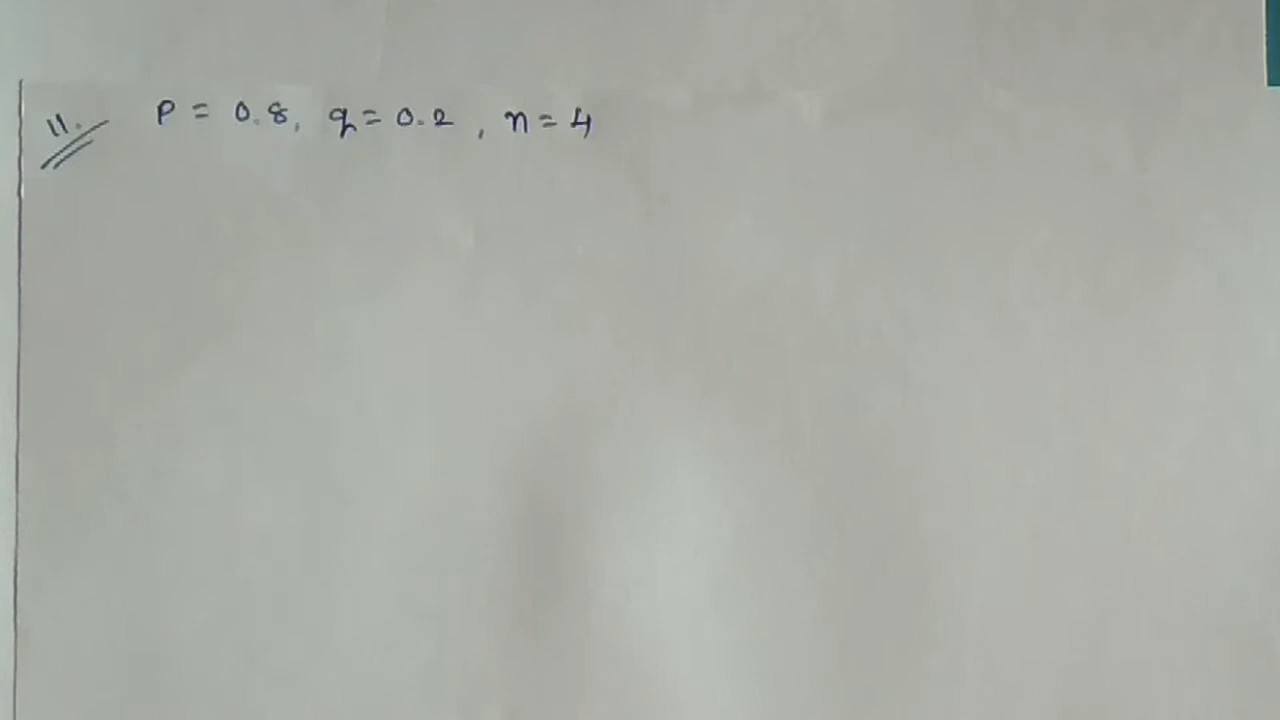 11. P = 0.8, q = 0.2, n = 4